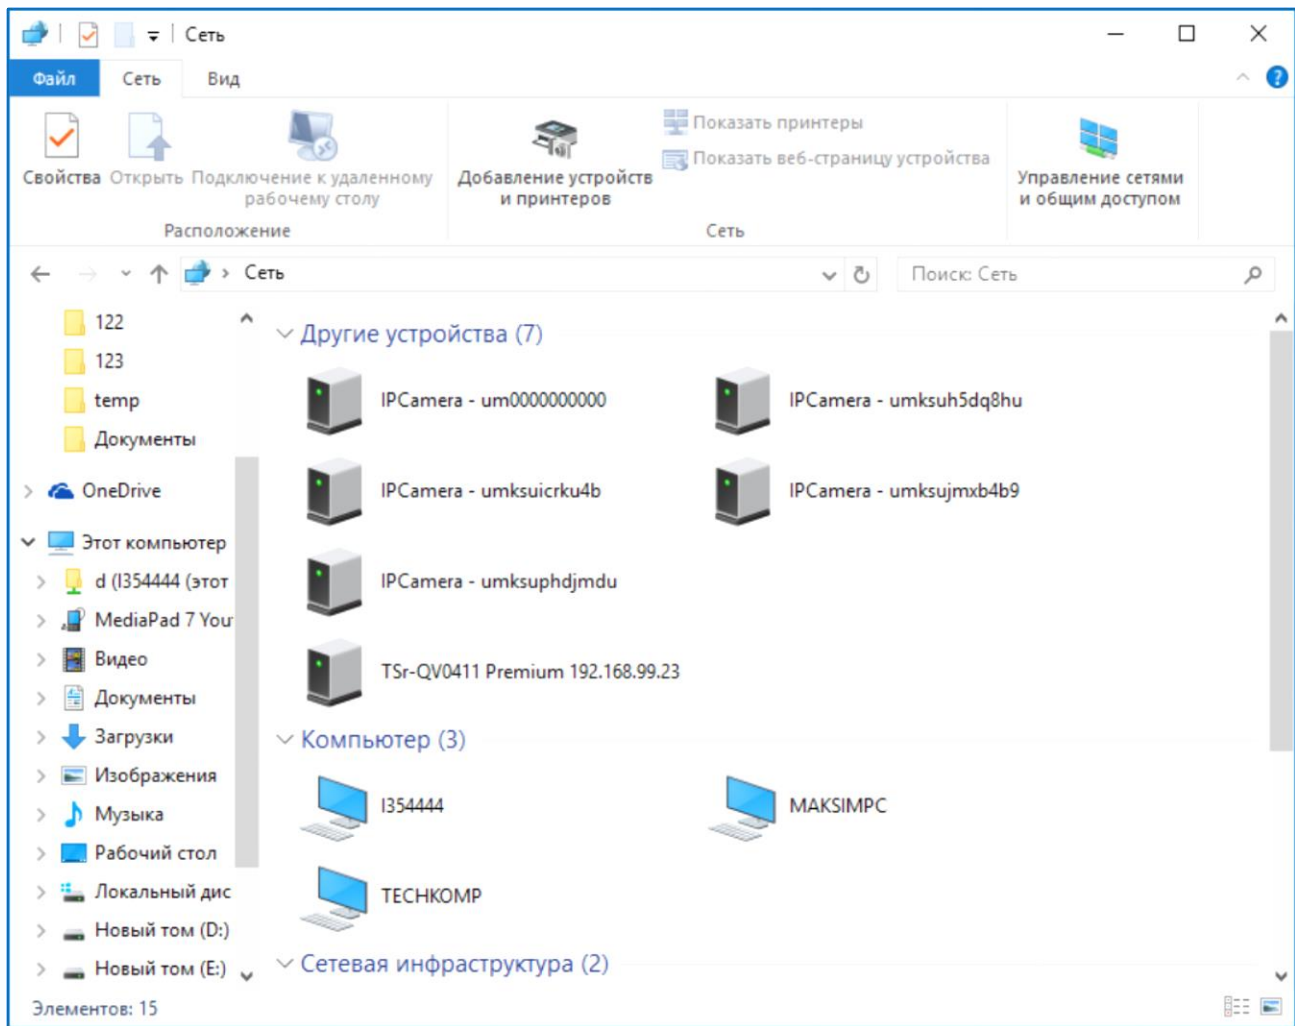 Сеть
Файл Сеть Вид
Свойства Открыть Подключение к удаленному рабочему столу
Добавление устройств и принтеров
Показать принтеры
Показать веб-страницу устройства
Управление сетями и общим доступом
Расположение
Сеть
Сеть
Поиск: Сеть
122
123
temp
Документы
OneDrive
Этот компьютер
d (I354444 (этот
MediaPad 7 You
Видео
Документы
Загрузки
Изображения
Музыка
Рабочий стол
Локальный дис
Новый том (D:)
Новый том (E:)
Другие устройства (7)
IPCamera - um0000000000
IPCamera - umksuh5dq8hu
IPCamera - umksuicrku4b
IPCamera - umksujmxb4b9
IPCamera - umksuphdjmdu
TSr-QV0411 Premium 192.168.99.23
Компьютер (3)
I354444
MAKSIMPC
TECHKOMP
Сетевая инфраструктура (2)
Элементов: 15